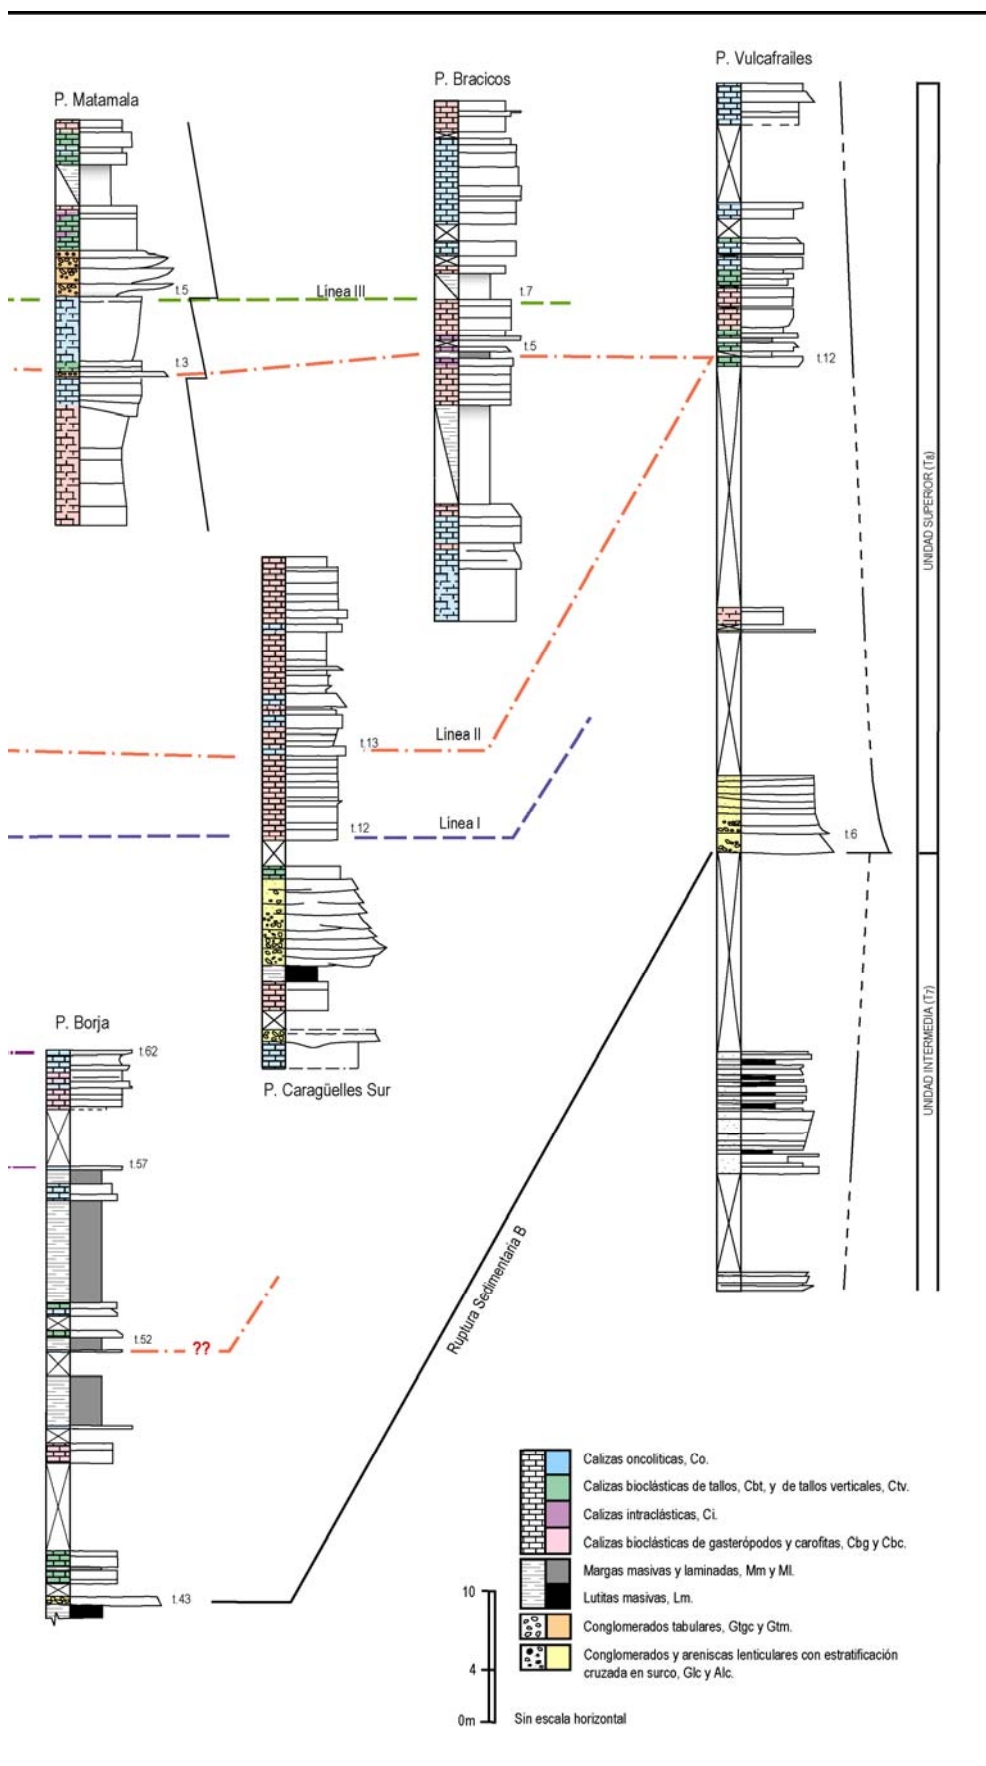 P. Vulcafrailes
P. Bracicos
P. Matamala
t.5
Línea III
t.7
t.3
t.5
t.12
UNIDAD SUPERIOR (T8)
t.13
Línea II
t.12
Línea I
t.6
P. Borja
t.62
P. Caragüelles Sur
UNIDAD INTERMEDIA (T7)
t.57
Ruptura Sedimentaria B
t.52
??
t.43
Calizas oncolíticas, Co.
Calizas bioclásticas de tallos, Cbt, y de tallos verticales, Ctv.
Calizas intraclásticas, Ci.
Calizas bioclásticas de gasterópodos y carofitas, Cbg y Cbc.
Margas masivas y laminadas, Mm y Ml.
Lutitas masivas, Lm.
Conglomerados tabulares, Gtgc y Gtm.
Conglomerados y areniscas lenticulares con estratificación
cruzada en surco, Glc y Alc.
10
4
0m
Sin escala horizontal